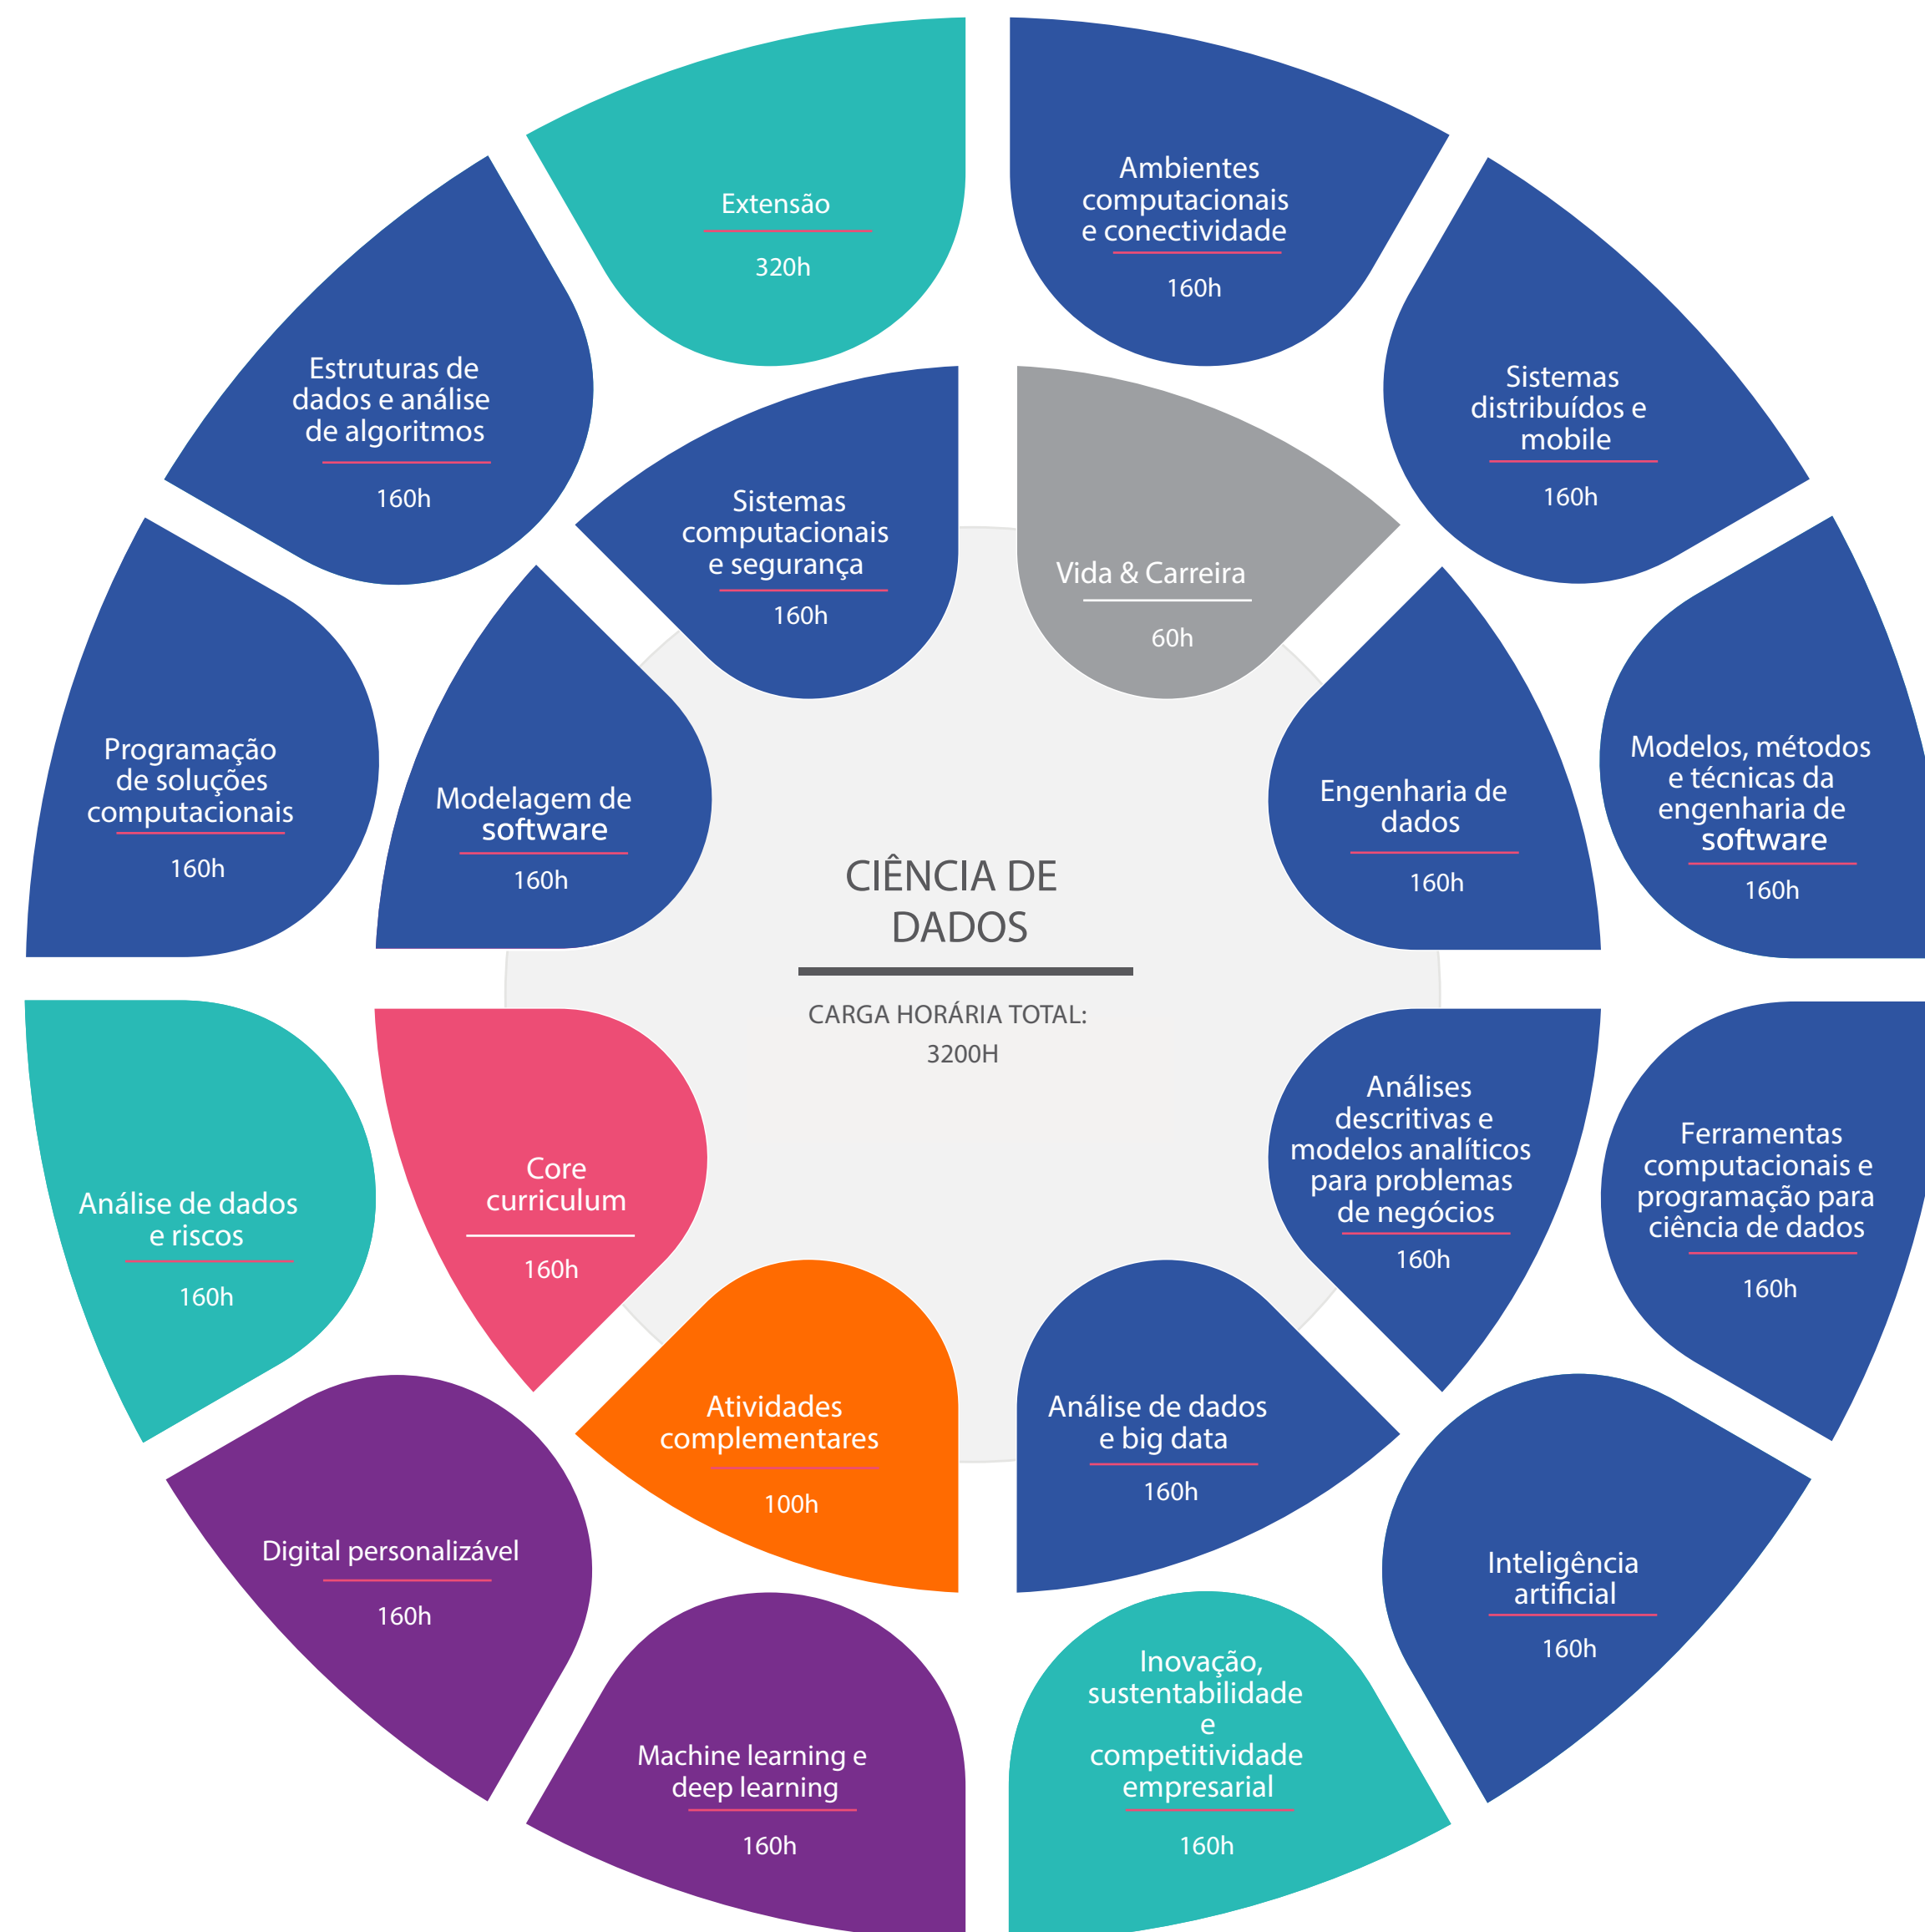 Extensão
320h
Ambientes
computacionais
e conectividade
160h
Estruturas de
dados e análise
de algoritmos
160h
Sistemas
distribuídos e
mobile
160h
Sistemas
computacionais
e segurança
160h
Vida & Carreira
60h
Programação
de soluções
computacionais
160h
Modelagem de
software
160h
Engenharia de
dados
160h
Modelos, métodos
e técnicas da
engenharia de
software
160h
CIÊNCIA DE
DADOS
CARGA HORÁRIA TOTAL:
3200H
Análise de dados
e riscos
160h
Core
curriculum
160h
Análises
descritivas e
modelos analíticos
para problemas
de negócios
160h
Ferramentas
computacionais e
programação para
ciência de dados
160h
Atividades
complementares
100h
Análise de dados
e big data
160h
Digital personalizável
160h
Inteligência
artificial
160h
Machine learning e
deep learning
160h
Inovação,
sustentabilidade
e
competitividade
empresarial
160h